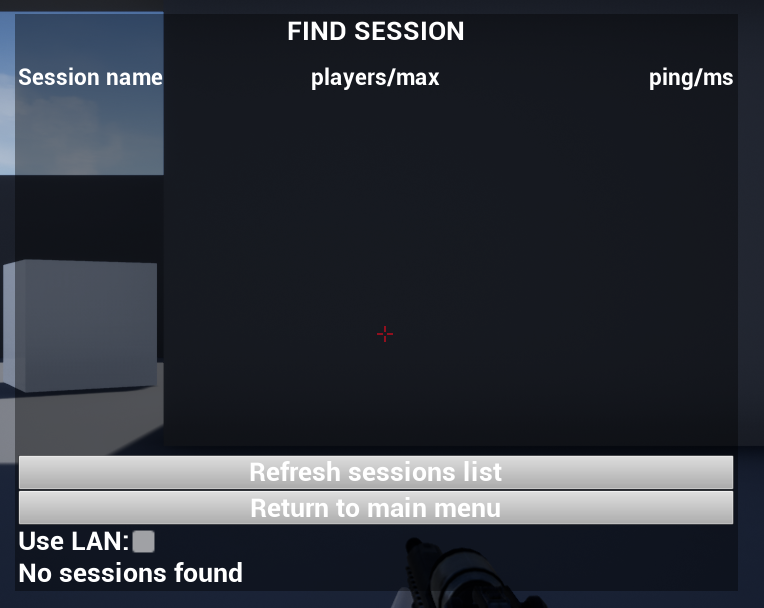 FIND SESSION
Session name players/max ping/ms
Refresh sessions list
Return to main menu
Use LAN:
No sessions found